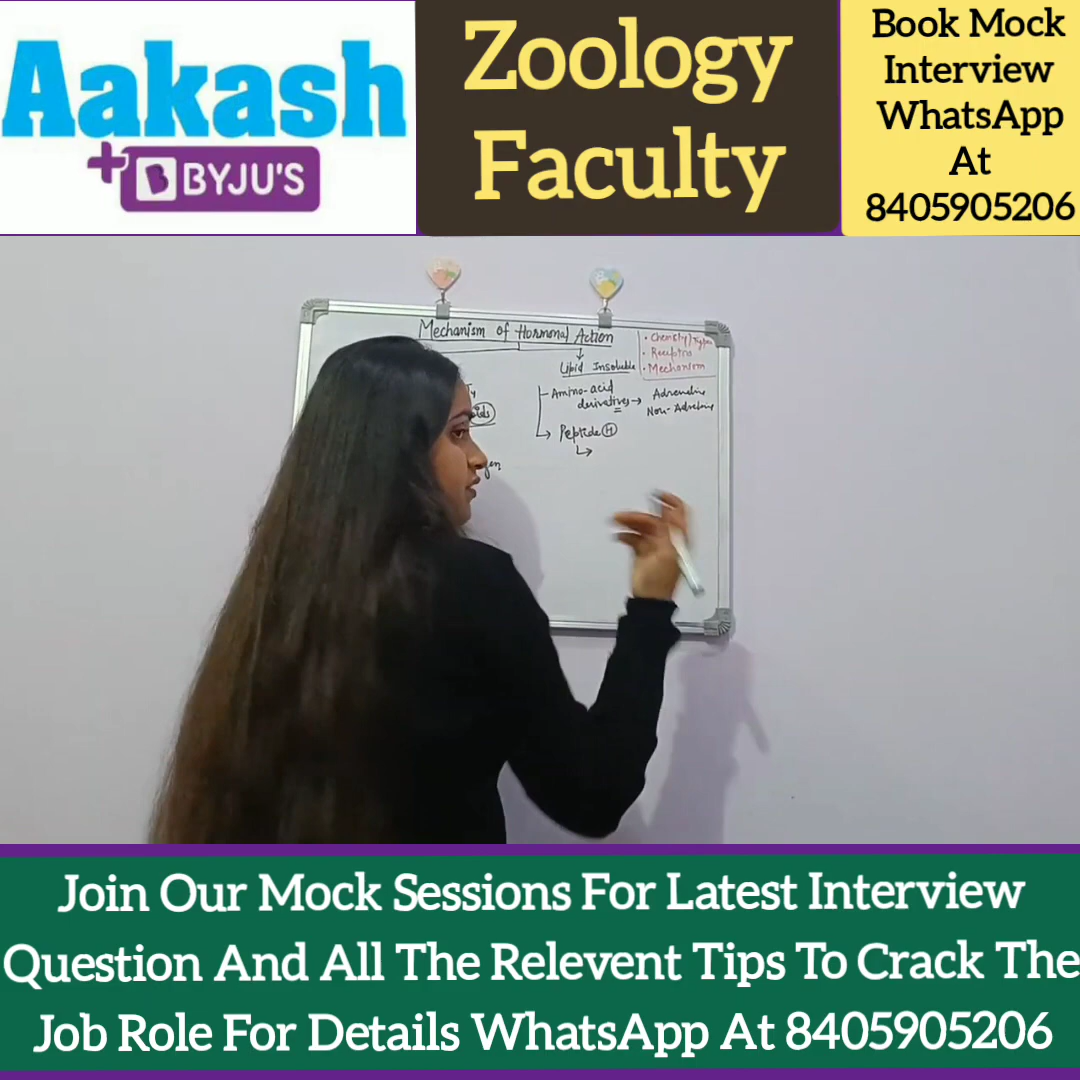 Aakash
+ BYJU'S
Zoology
Faculty
Book Mock
Interview
WhatsApp
At
8405905206
Mechanism of Hormonal Action
• Chemisty/Types
• Receptors
• Mechanism
Lipid Insoluble
Amino-acid
derivatives → Adrenaline
Non-Adrenaline
Peptide (H)
Join Our Mock Sessions For Latest Interview
Question And All The Relevent Tips To Crack The
Job Role For Details WhatsApp At 8405905206